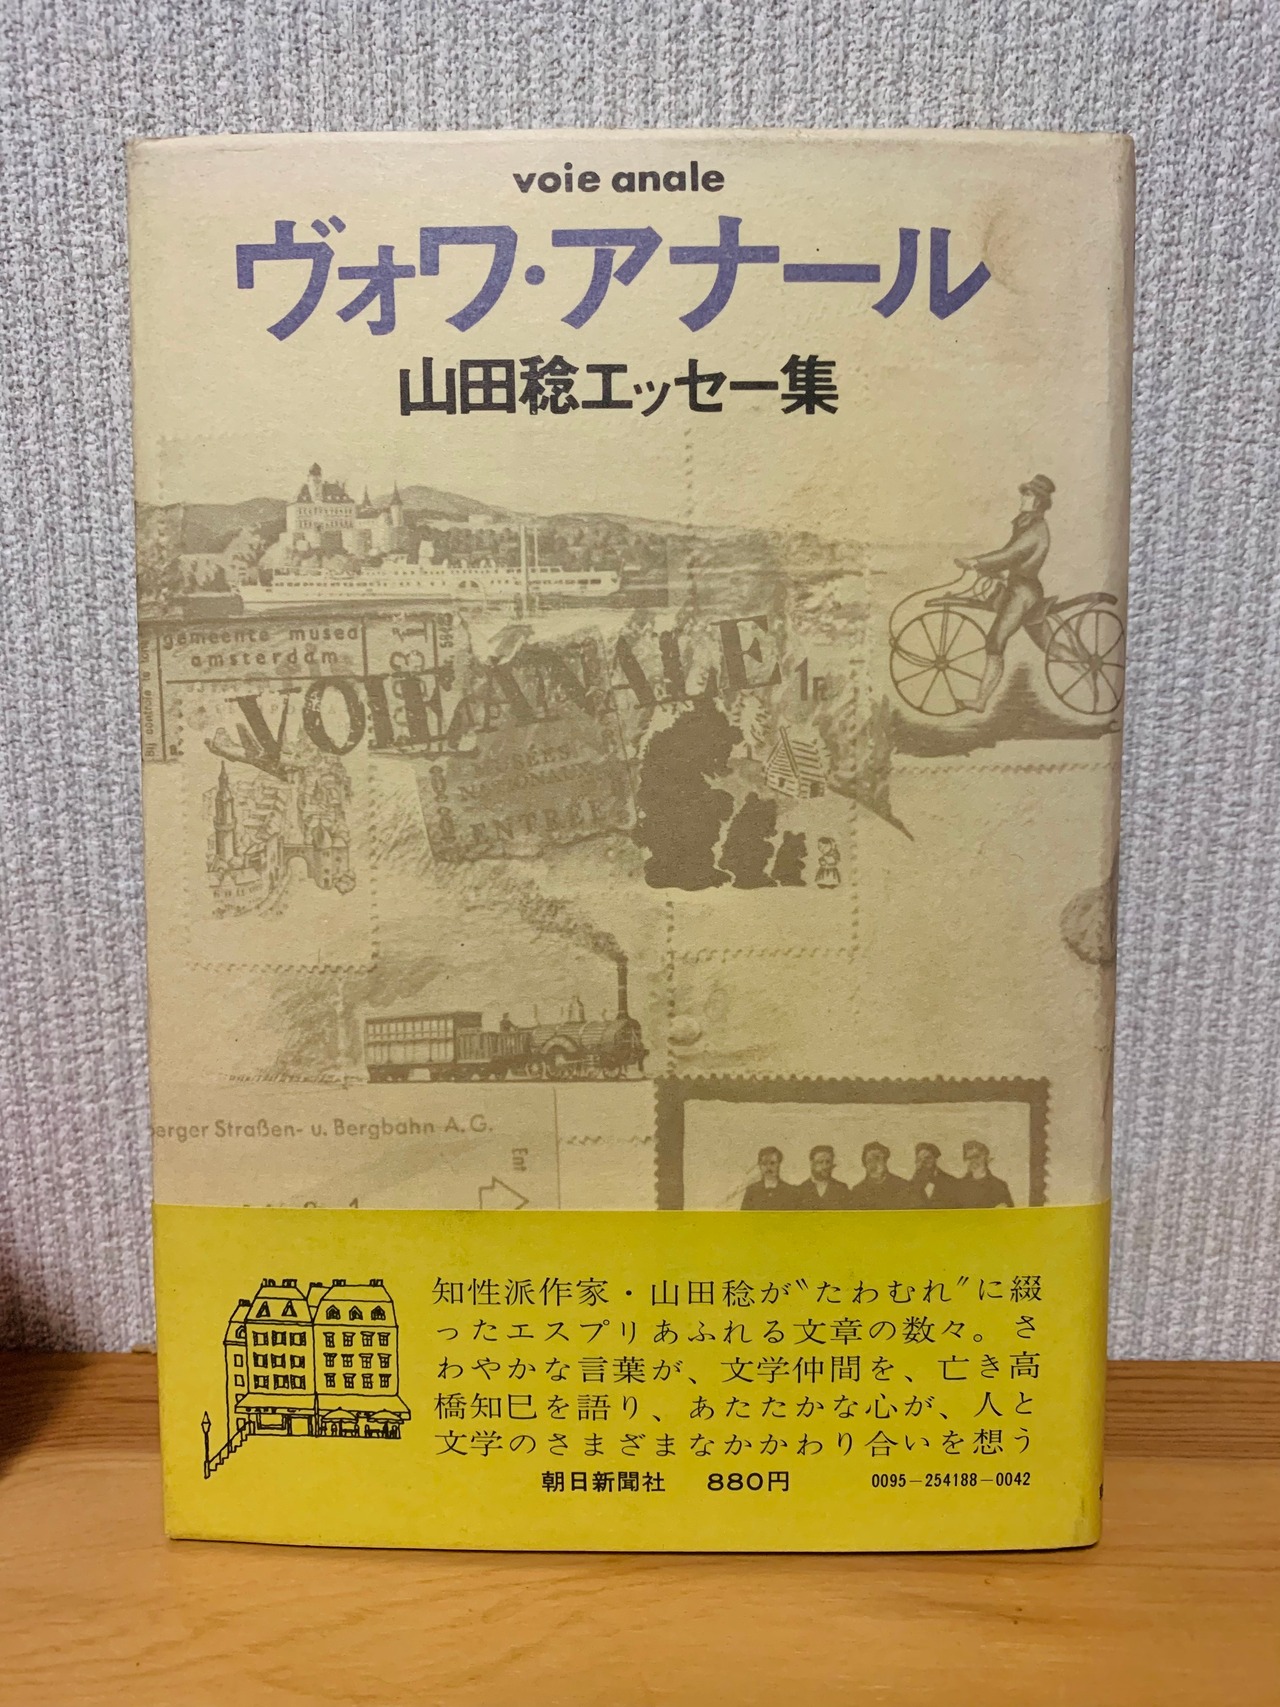 voie anale
ヴォワ・アナール
山田稔エッセー集
gemeente musea
amsterdam
VOIE ANALE
1F
MUSÉES
NATIONAUX
ENTRÉE
erger Straßen- u. Bergbahn A.G.
Ent
知性派作家・山田稔が〝たわむれ〟に綴
ったエスプリあふれる文章の数々。さ
わやかな言葉が、文学仲間を、亡き高
橋知巳を語り、あたたかな心が、人と
文学のさまざまなかかわり合いを想う
朝日新聞社 880円 0095-254188-0042